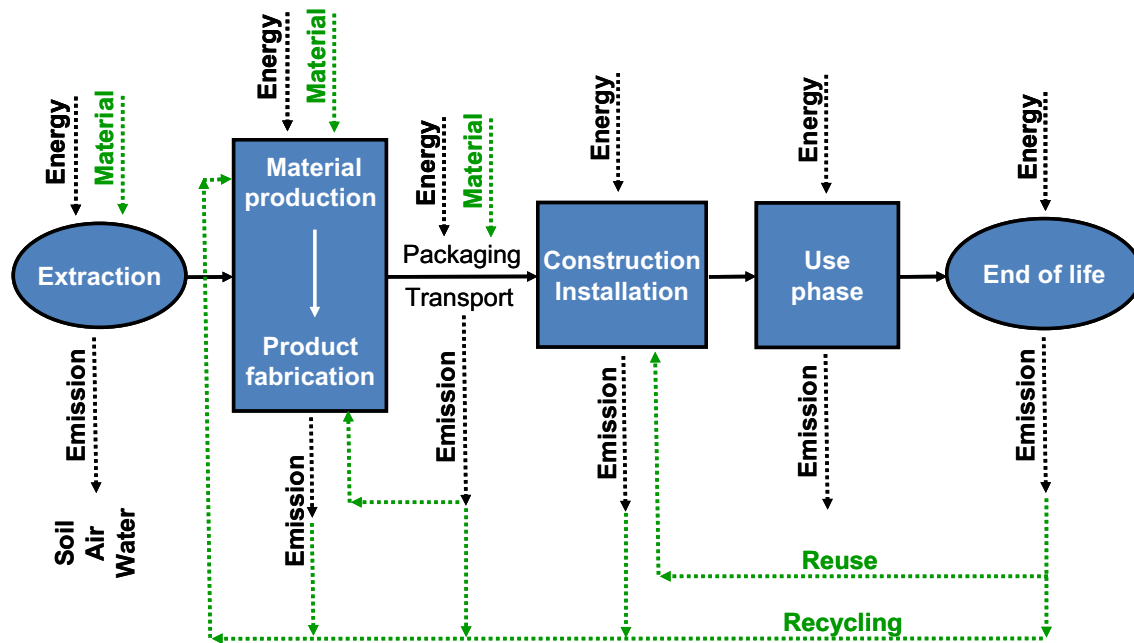 Energy
Material
Extraction
Emission
Soil
Air
Water
Energy
Material
Material
production
Product
fabrication
Emission
Energy
Material
Packaging
Transport
Emission
Energy
Construction
Installation
Emission
Energy
Use
phase
Emission
Energy
End of life
Emission
Reuse
Recycling